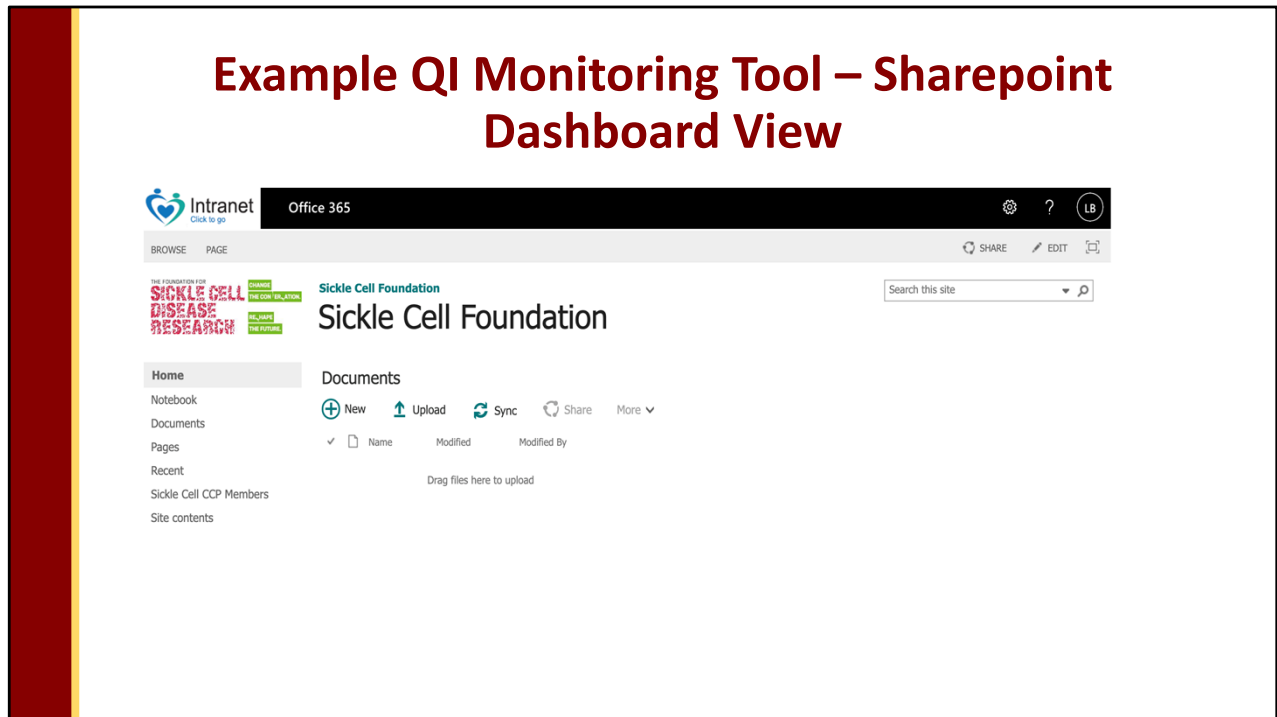 Example QI Monitoring Tool – Sharepoint
Dashboard View
Intranet
Click to go
Office 365
?
LB
BROWSE PAGE
SHARE EDIT
THE FOUNDATION FOR
SICKLE CELL
DISEASE
RESEARCH
CHANGE
THE CON˅ER_ATION.
RE_HAPE
THE FUTURE.
Sickle Cell Foundation
Sickle Cell Foundation
Search this site
Home
Notebook
Documents
Pages
Recent
Sickle Cell CCP Members
Site contents
Documents
New Upload Sync Share More
Name Modified Modified By
Drag files here to upload